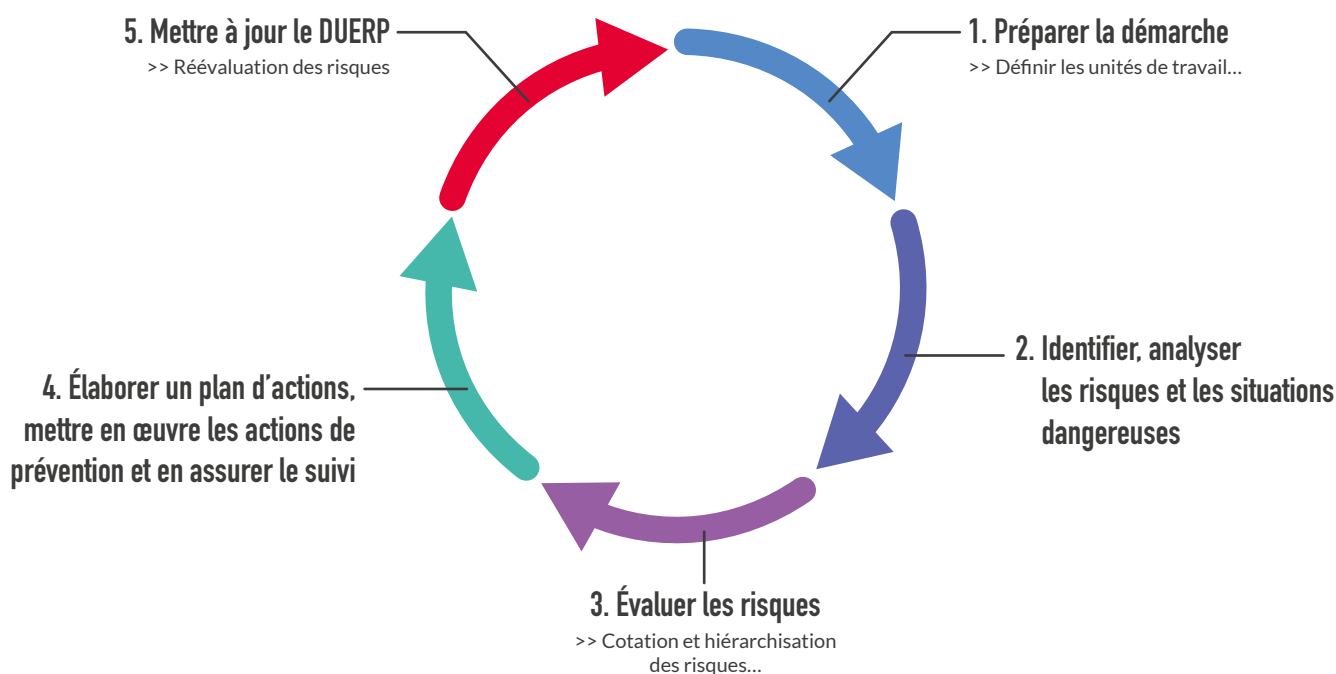 1. Préparer la démarche
>> Définir les unités de travail…
2. Identifier, analyser
les risques et les situations
dangereuses
3. Évaluer les risques
>> Cotation et hiérarchisation
des risques…
4. Élaborer un plan d’actions,
mettre en œuvre les actions de
prévention et en assurer le suivi
5. Mettre à jour le DUERP
>> Réévaluation des risques